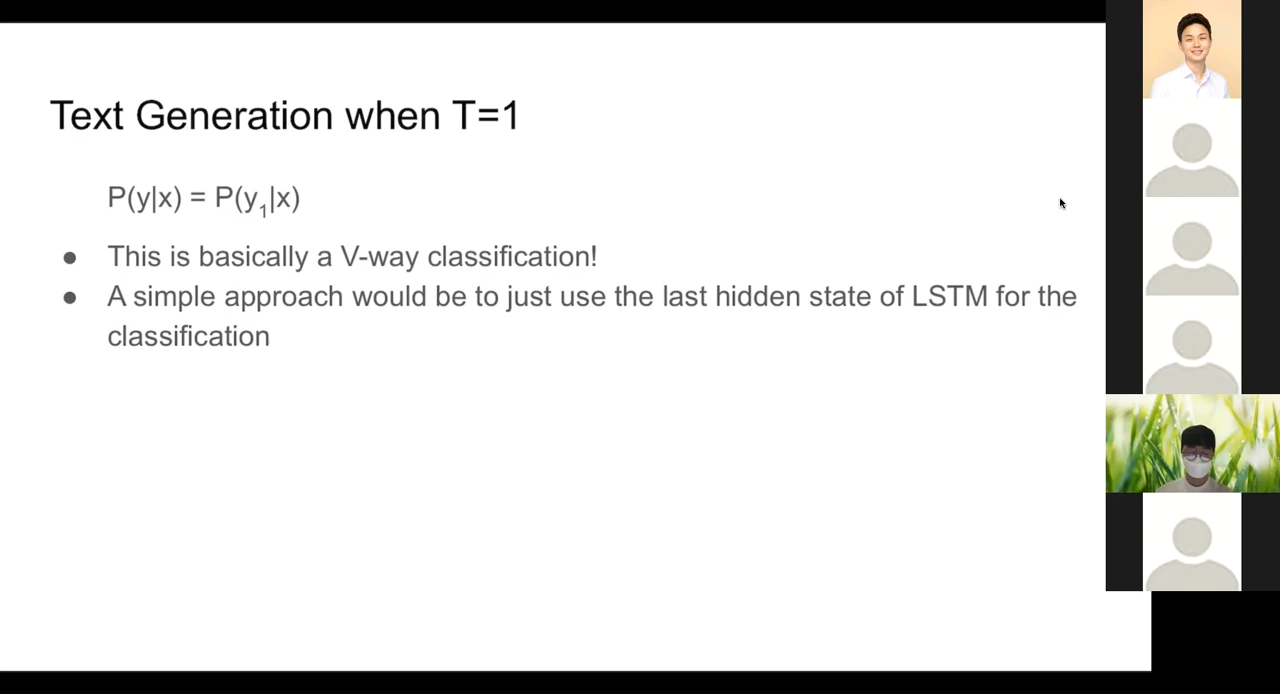 Text Generation when T=1
P(y|x) = P(y₁|x)
● This is basically a V-way classification!
● A simple approach would be to just use the last hidden state of LSTM for the
classification